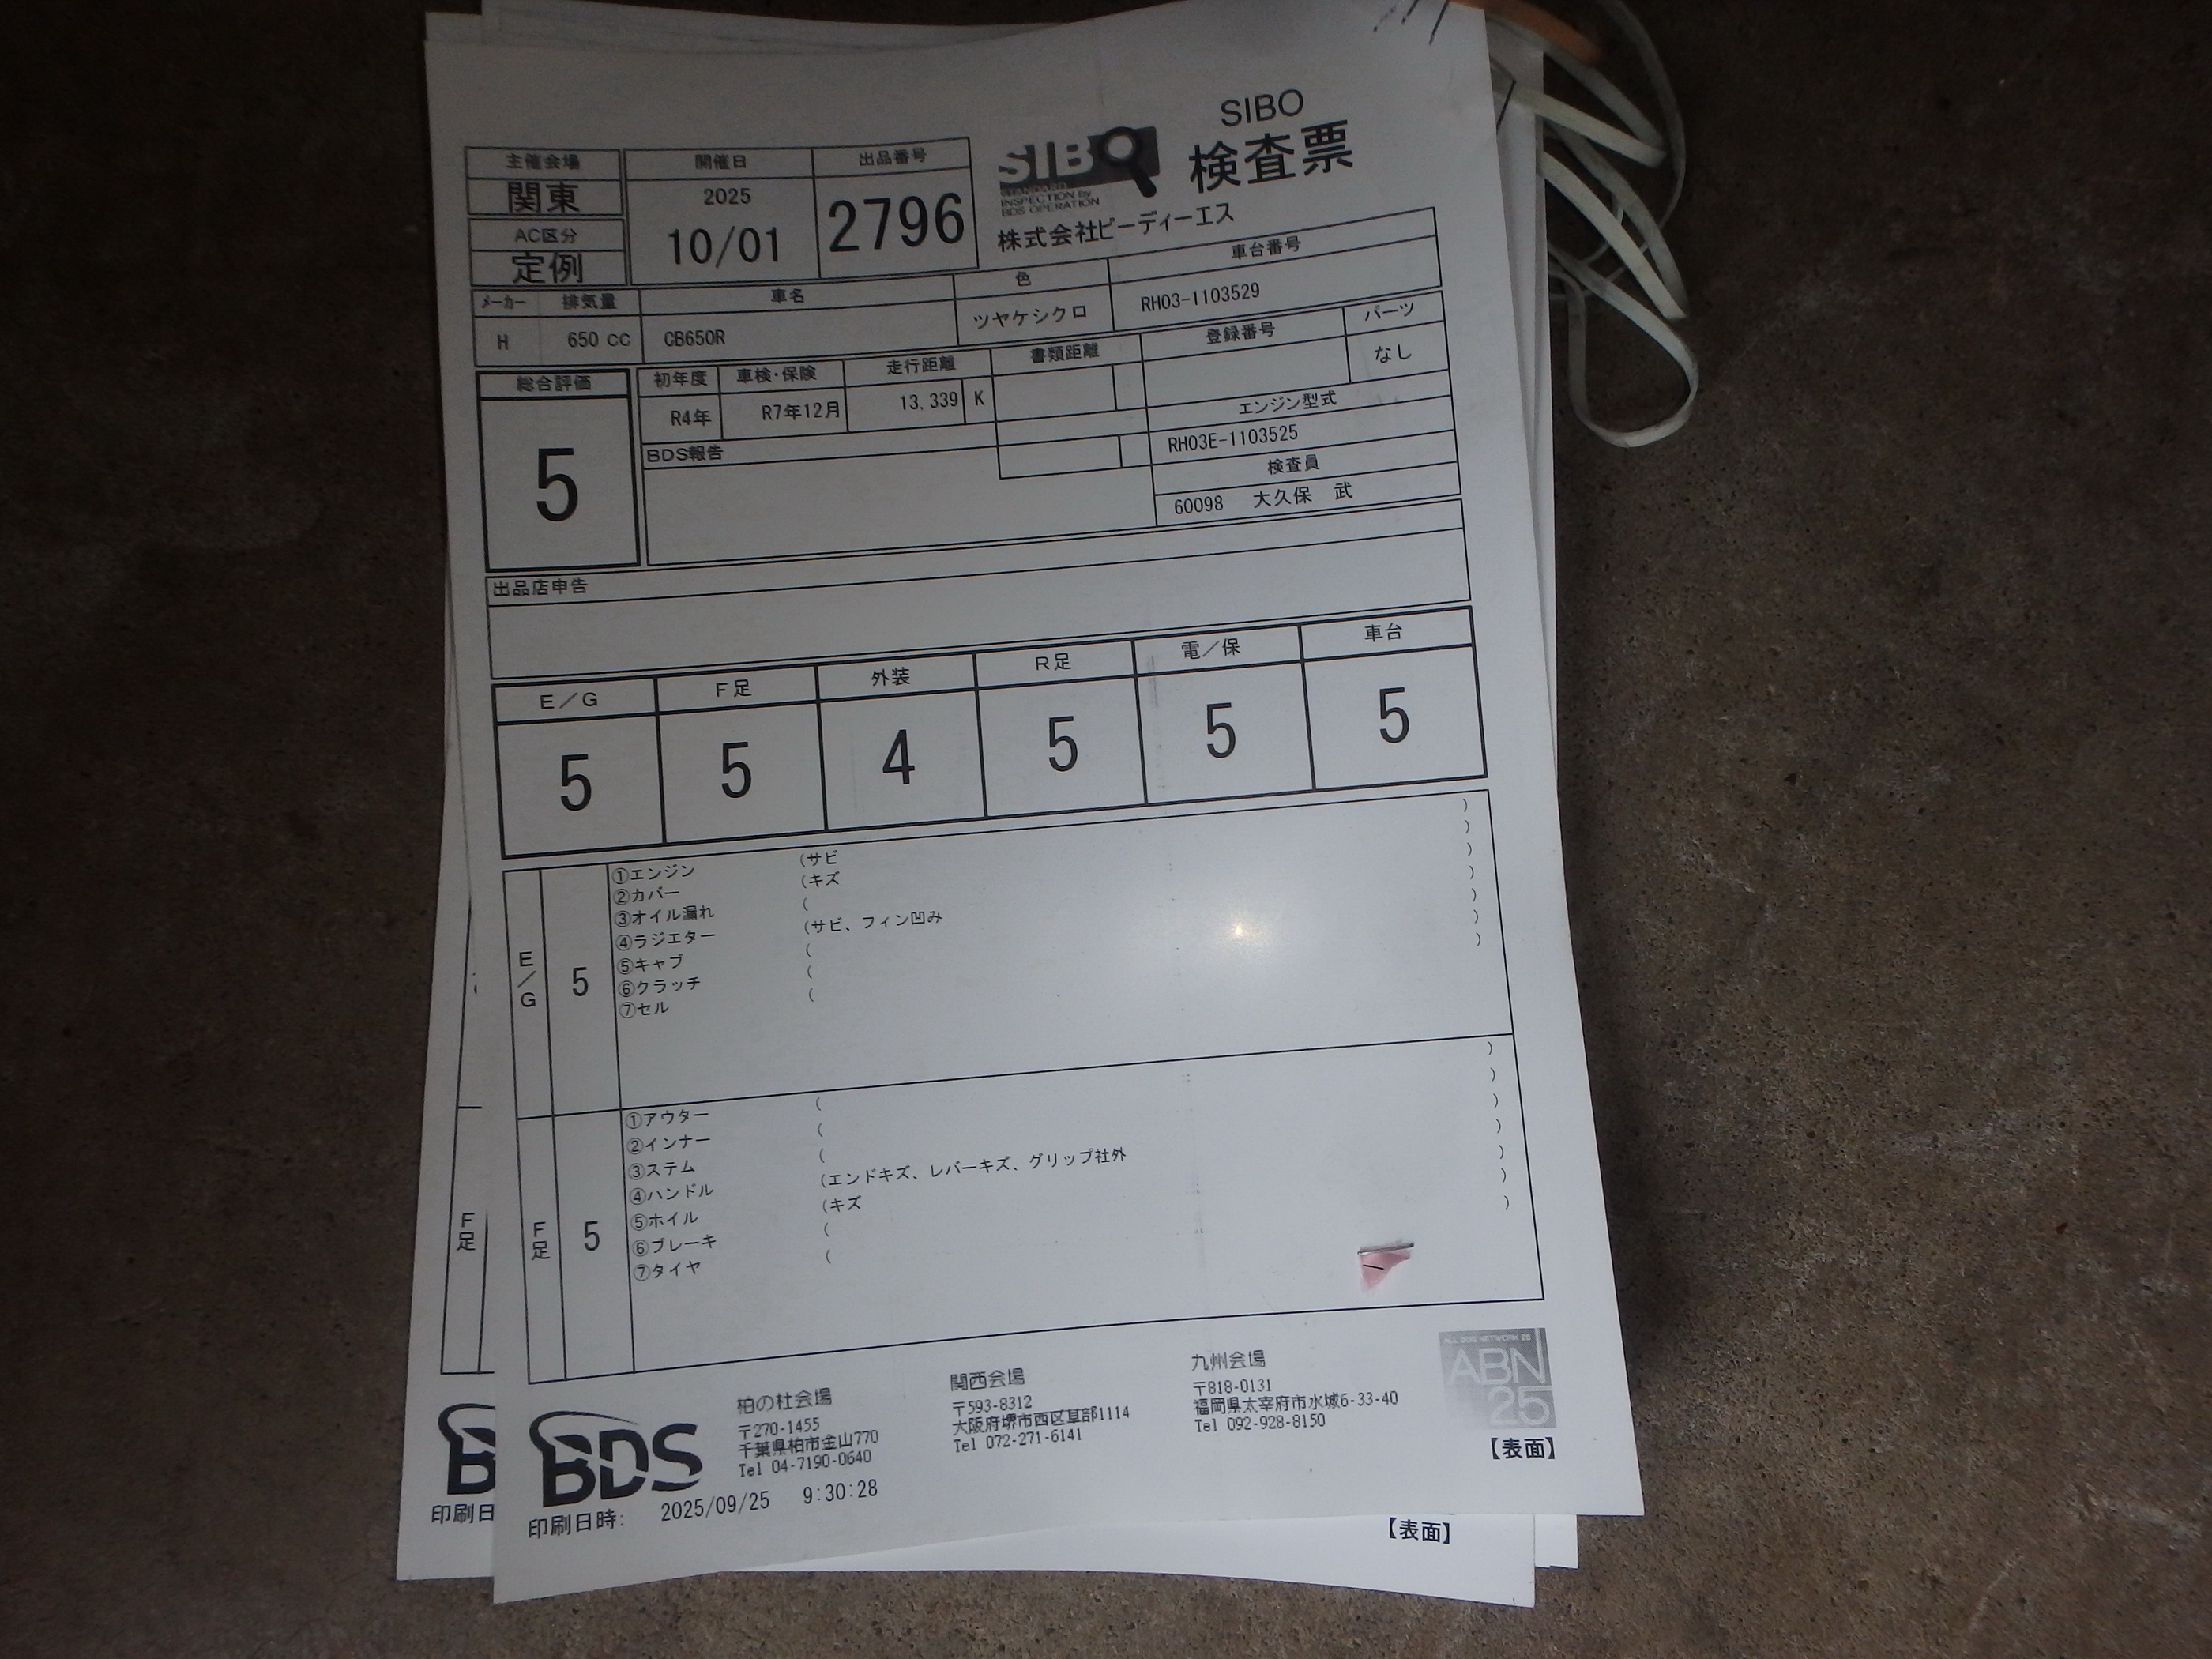 SIBO
検査票
SIBO
STANDARD
INSPECTION by
BDS OPERATION
株式会社ビーディーエス
主催会場 開催日 出品番号
関東 2025 10/01 2796
AC区分
定例
メーカー 排気量 車名 色 車台番号
H 650 cc CB650R ツヤケシクロ RH03-1103529
総合評価 初年度 車検・保険 走行距離 書類距離 登録番号 パーツ
5 R4年 R7年12月 13,339 K なし
エンジン型式
RH03E-1103525
BDS報告
検査員
60098 大久保 武
出品店申告
E/G F足 外装 R足 電/保 車台
5 5 4 5 5 5
E/G 5
①エンジン (サビ )
②カバー (キズ )
③オイル漏れ ( )
④ラジエター (サビ、フィン凹み )
⑤キャブ ( )
⑥クラッチ ( )
⑦セル ( )
F足 5
①アウター ( )
②インナー ( )
③ステム ( )
④ハンドル (エンドキズ、レバーキズ、グリップ社外 )
⑤ホイル (キズ )
⑥ブレーキ ( )
⑦タイヤ ( )
F足
BDS
柏の杜会場
〒270-1455
千葉県柏市金山770
Tel 04-7190-0640
関西会場
〒593-8312
大阪府堺市西区草部1114
Tel 072-271-6141
九州会場
〒818-0131
福岡県太宰府市水城6-33-40
Tel 092-928-8150
ALL BDS NETWORK 25
ABN
25
【表面】
印刷日時: 2025/09/25 9:30:28
B
印刷日
【表面】